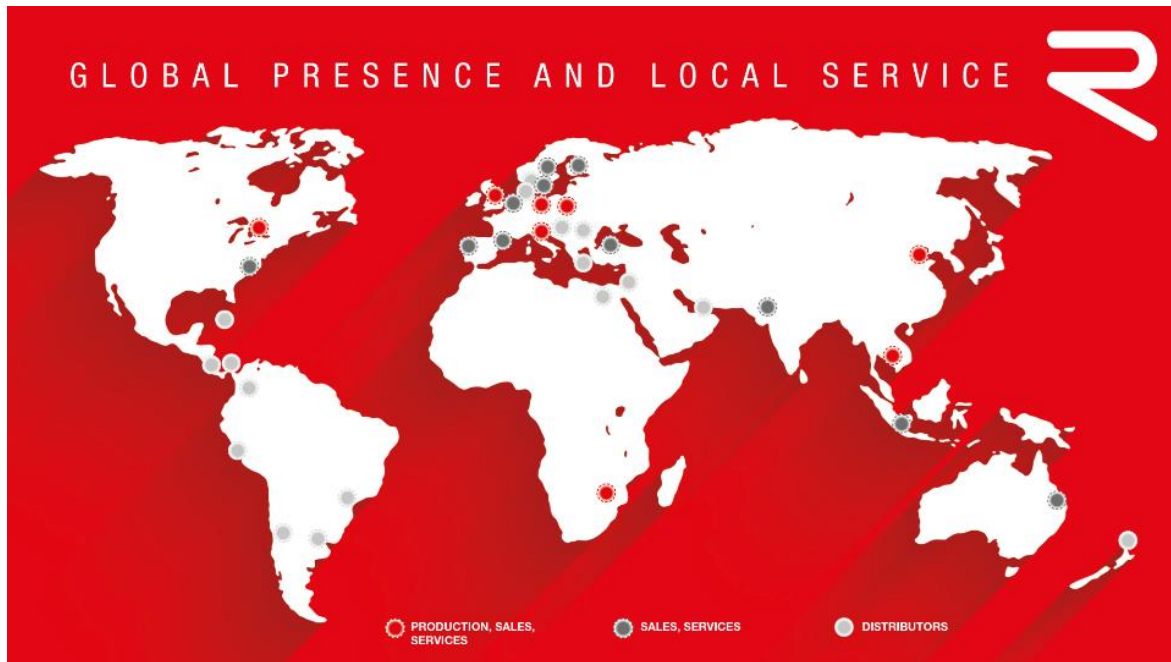 GLOBAL PRESENCE AND LOCAL SERVICE
PRODUCTION, SALES,
SERVICES
SALES, SERVICES
DISTRIBUTORS